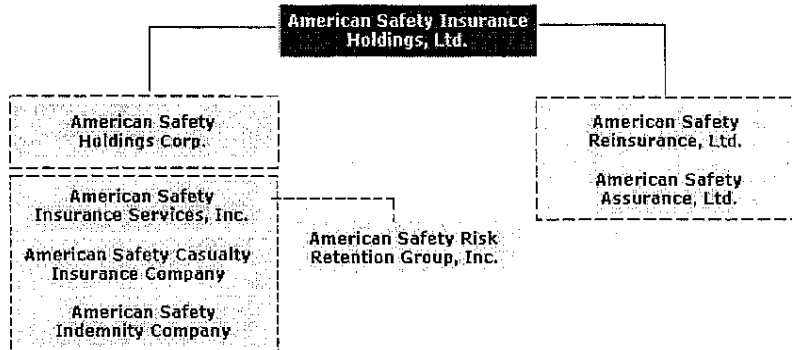 American Safety Insurance
Holdings, Ltd.
American Safety
Holdings Corp.
American Safety
Reinsurance, Ltd.
American Safety
Assurance, Ltd.
American Safety
Insurance Services, Inc.
American Safety Risk
Retention Group, Inc.
American Safety Casualty
Insurance Company
American Safety
Indemnity Company